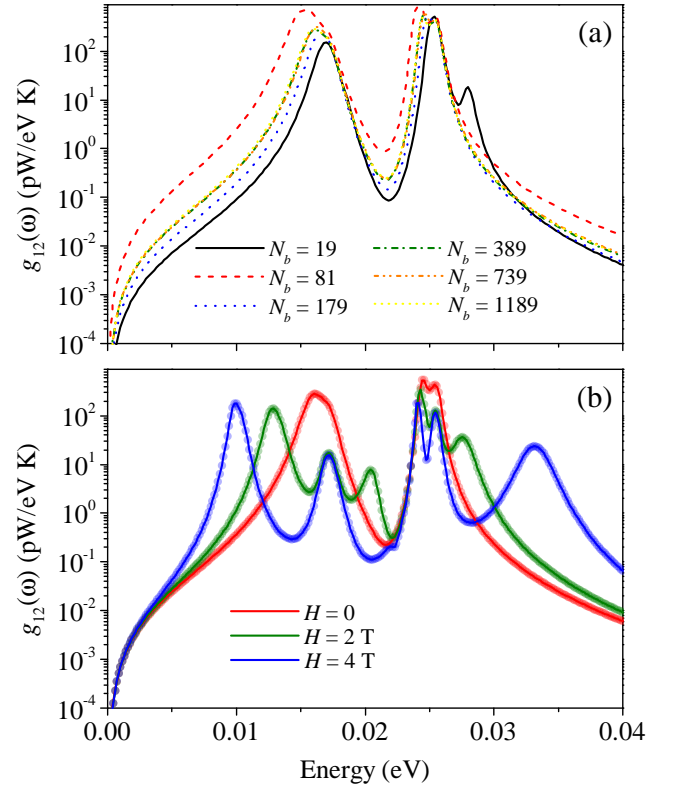 (a)
10²
10¹
10⁰
10⁻¹
10⁻²
10⁻³
10⁻⁴
g₁₂(ω) (pW/eV K)
N_b = 19
N_b = 81
N_b = 179
N_b = 389
N_b = 739
N_b = 1189
(b)
10²
10¹
10⁰
10⁻¹
10⁻²
10⁻³
10⁻⁴
g₁₂(ω) (pW/eV K)
H = 0
H = 2 T
H = 4 T
0.00 0.01 0.02 0.03 0.04
Energy (eV)